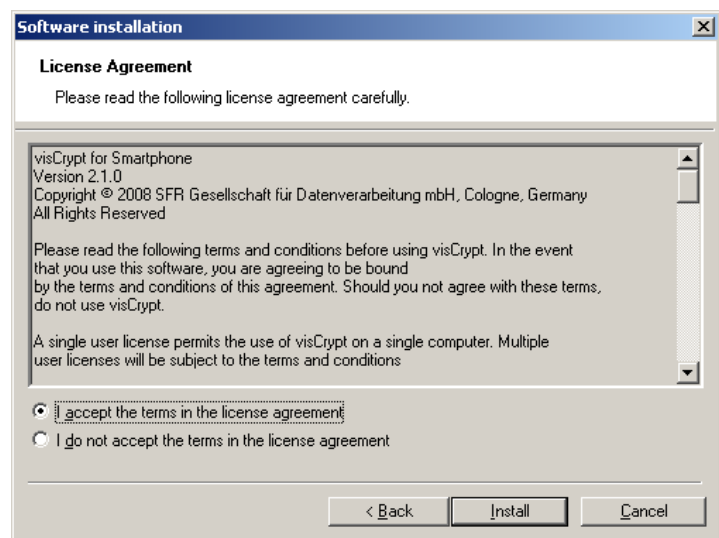 Software installation
License Agreement
Please read the following license agreement carefully.
visCrypt for Smartphone
Version 2.1.0
Copyright © 2008 SFR Gesellschaft für Datenverarbeitung mbH, Cologne, Germany
All Rights Reserved
Please read the following terms and conditions before using visCrypt. In the event
that you use this software, you are agreeing to be bound
by the terms and conditions of this agreement. Should you not agree with these terms,
do not use visCrypt.
A single user license permits the use of visCrypt on a single computer. Multiple
user licenses will be subject to the terms and conditions
I accept the terms in the license agreement
I do not accept the terms in the license agreement
< Back Install Cancel